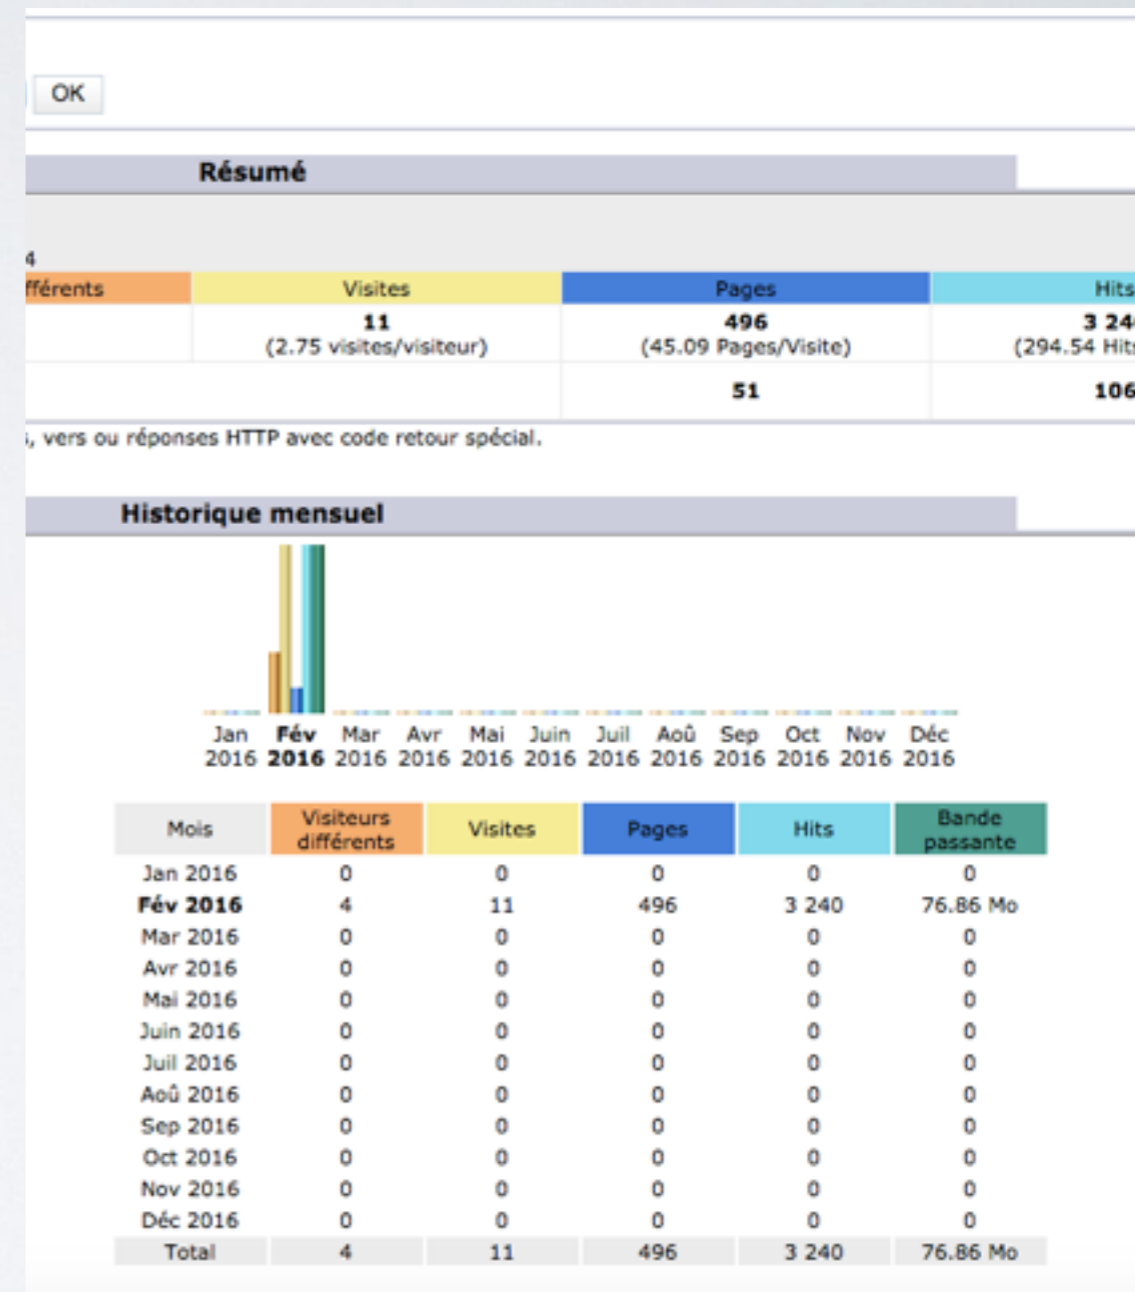 OK
Résumé
4
fférents Visites Pages Hits
11 496 3 24
(2.75 visites/visiteur) (45.09 Pages/Visite) (294.54 Hits
51 106
, vers ou réponses HTTP avec code retour spécial.
Historique mensuel
Jan Fév Mar Avr Mai Juin Juil Aoû Sep Oct Nov Déc
2016 2016 2016 2016 2016 2016 2016 2016 2016 2016 2016 2016
Mois Visiteurs différents Visites Pages Hits Bande passante
Jan 2016 0 0 0 0 0
Fév 2016 4 11 496 3 240 76.86 Mo
Mar 2016 0 0 0 0 0
Avr 2016 0 0 0 0 0
Mai 2016 0 0 0 0 0
Juin 2016 0 0 0 0 0
Juil 2016 0 0 0 0 0
Aoû 2016 0 0 0 0 0
Sep 2016 0 0 0 0 0
Oct 2016 0 0 0 0 0
Nov 2016 0 0 0 0 0
Déc 2016 0 0 0 0 0
Total 4 11 496 3 240 76.86 Mo